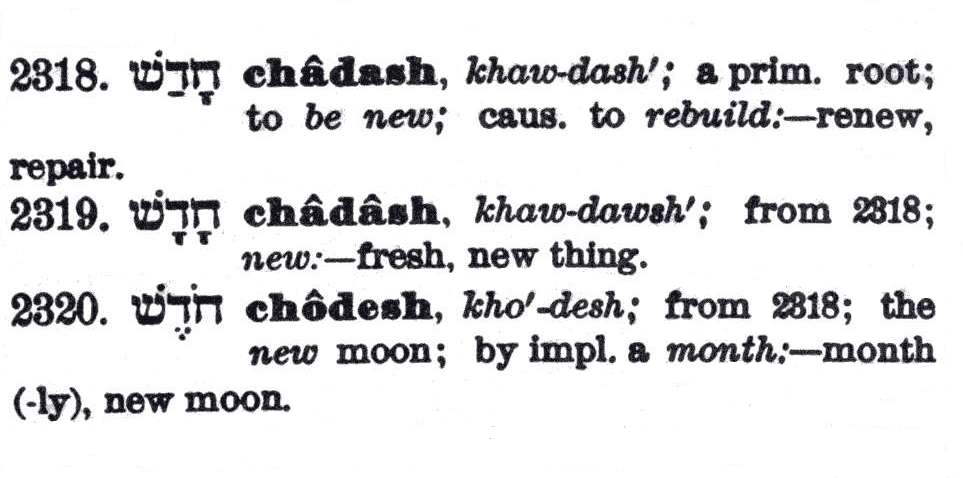 2318. חָדַשׁ châdash, khaw-dash'; a prim. root;
to be new; caus. to rebuild:—renew,
repair.
2319. חָדָשׁ châdâsh, khaw-dawsh'; from 2318;
new:—fresh, new thing.
2320. חֹדֶשׁ chôdesh, kho'-desh; from 2318; the
new moon; by impl. a month:—month
(-ly), new moon.